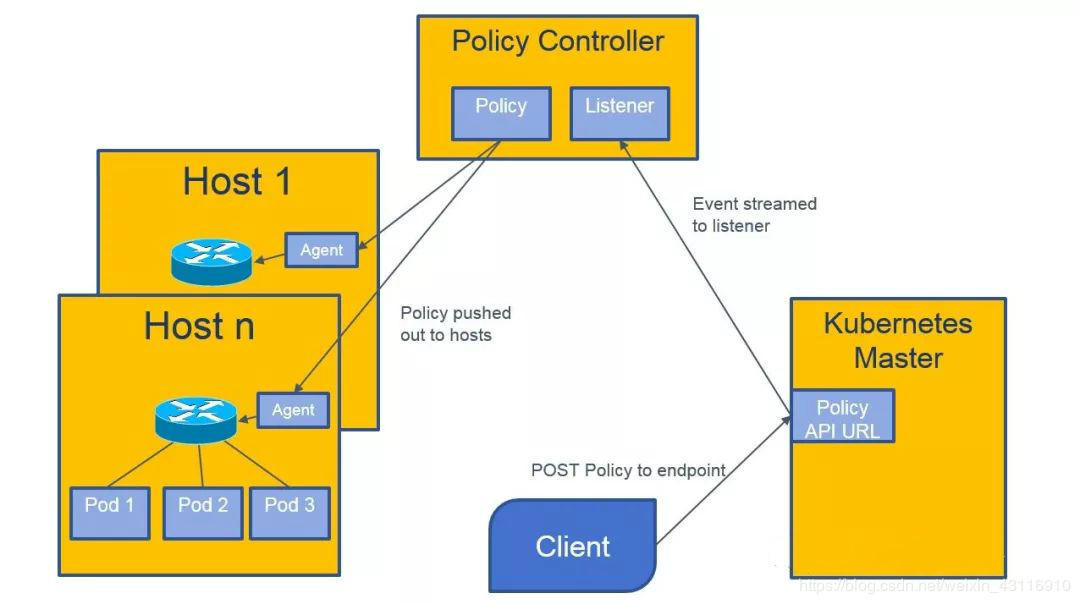 Policy Controller
Policy
Listener
Host 1
Agent
Event streamed
to listener
Host n
Agent
Policy pushed
out to hosts
Kubernetes
Master
Policy
API URL
POST Policy to endpoint
Pod 1
Pod 2
Pod 3
Client
https://blog.csdn.net/weixin_43116910